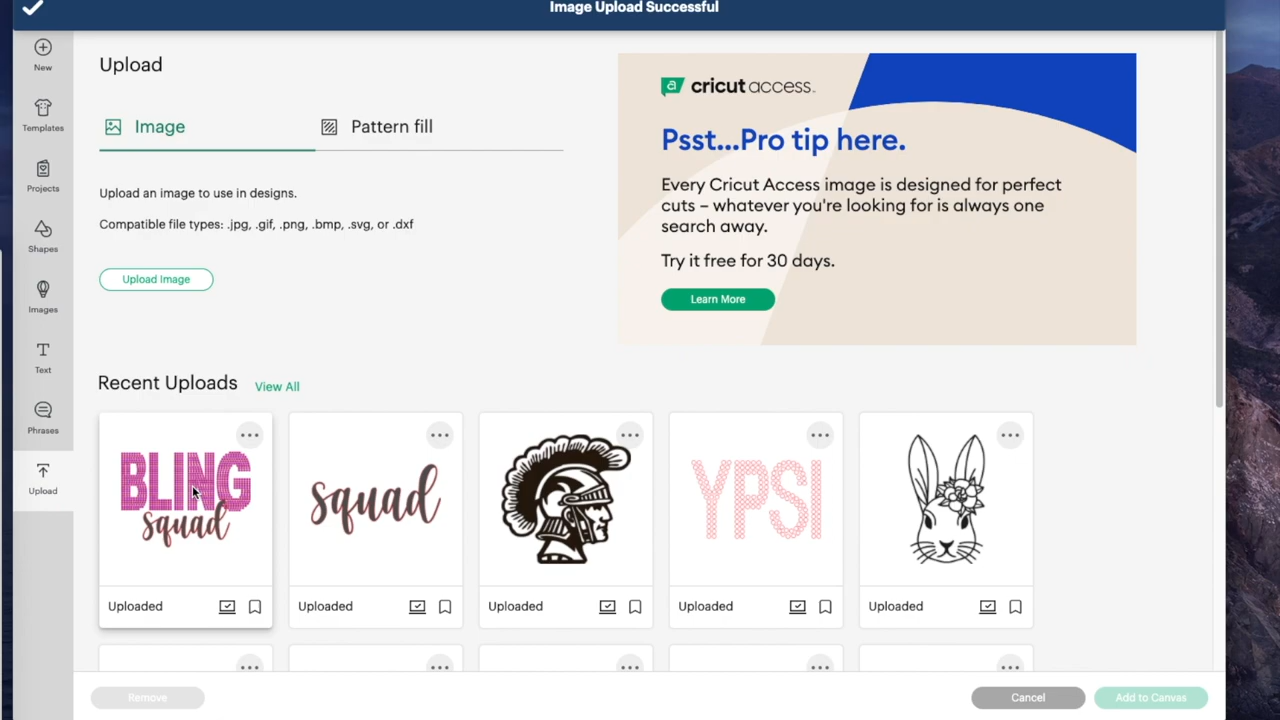 Image Upload Successful
New
Templates
Projects
Shapes
Images
Text
Phrases
Upload
Upload
Image
Pattern fill
Upload an image to use in designs.
Compatible file types: .jpg, .gif, .png, .bmp, .svg, or .dxf
Upload Image
a cricut access™
Psst...Pro tip here.
Every Cricut Access image is designed for perfect
cuts – whatever you're looking for is always one
search away.
Try it free for 30 days.
Learn More
Recent Uploads View All
BLING
squad
Uploaded
squad
Uploaded
Uploaded
YPSI
Uploaded
Uploaded
Remove
Cancel
Add to Canvas